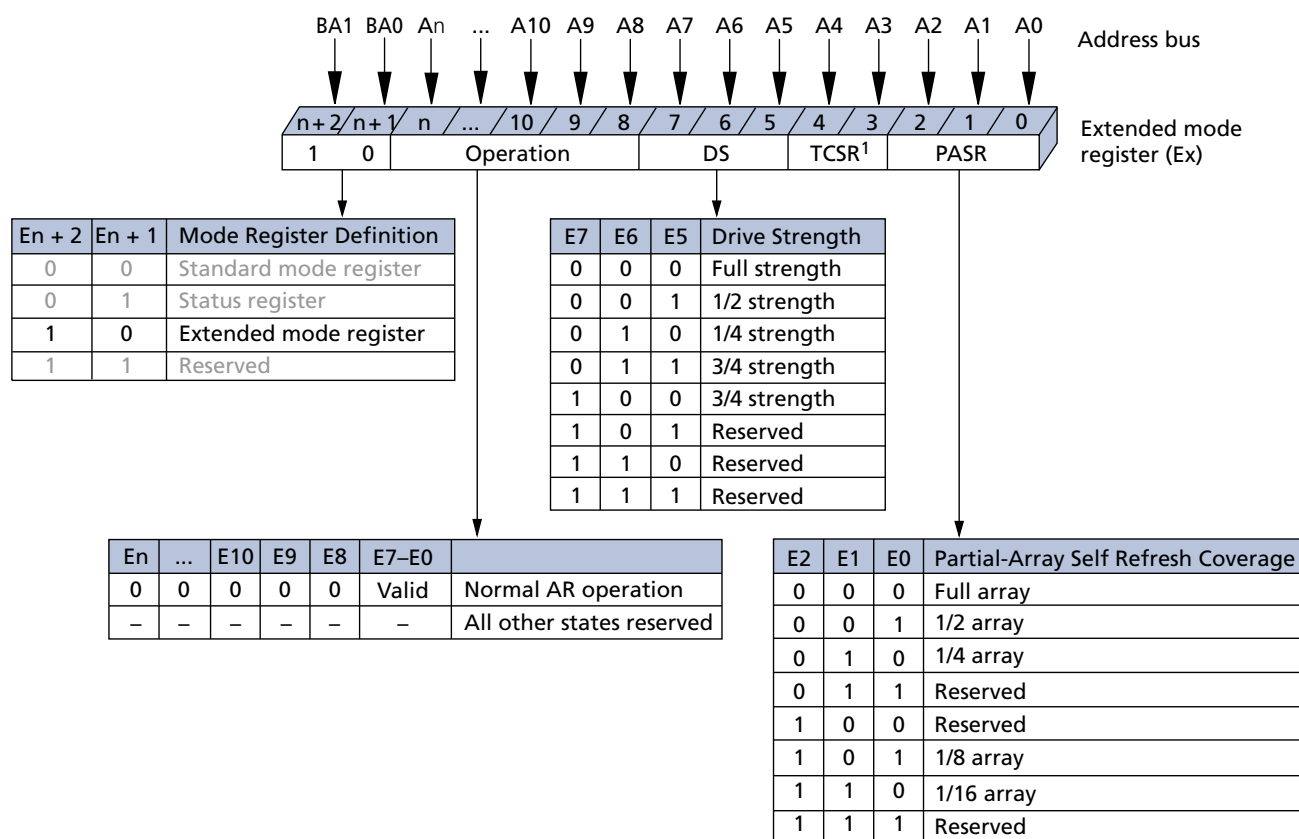 BA1 BA0 An ... A10 A9 A8 A7 A6 A5 A4 A3 A2 A1 A0
Address bus
n + 2 n + 1 n ... 10 9 8 7 6 5 4 3 2 1 0
Extended mode
register (Ex)
1 0 Operation DS TCSR1 PASR
En + 2 En + 1 Mode Register Definition
0 0 Standard mode register
0 1 Status register
1 0 Extended mode register
1 1 Reserved
E7 E6 E5 Drive Strength
0 0 0 Full strength
0 0 1 1/2 strength
0 1 0 1/4 strength
0 1 1 3/4 strength
1 0 0 3/4 strength
1 0 1 Reserved
1 1 0 Reserved
1 1 1 Reserved
En ... E10 E9 E8 E7–E0
0 0 0 0 0 Valid Normal AR operation
– – – – – – All other states reserved
E2 E1 E0 Partial-Array Self Refresh Coverage
0 0 0 Full array
0 0 1 1/2 array
0 1 0 1/4 array
0 1 1 Reserved
1 0 0 Reserved
1 0 1 1/8 array
1 1 0 1/16 array
1 1 1 Reserved